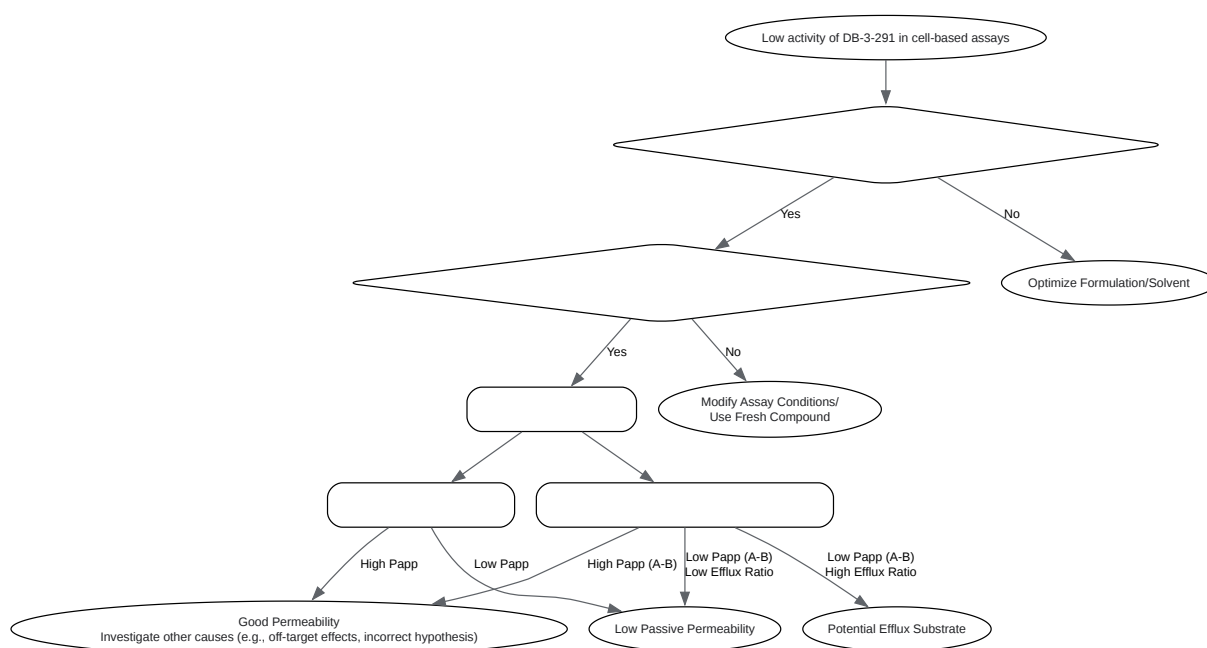 Low activity of DB-3-291 in cell-based assays
Yes
No
Optimize Formulation/Solvent
Yes
No
Modify Assay Conditions/
Use Fresh Compound
High Papp
Low Papp
High Papp (A-B)
Low Papp (A-B)
Low Efflux Ratio
Low Papp (A-B)
High Efflux Ratio
Good Permeability
Investigate other causes (e.g., off-target effects, incorrect hypothesis)
Low Passive Permeability
Potential Efflux Substrate